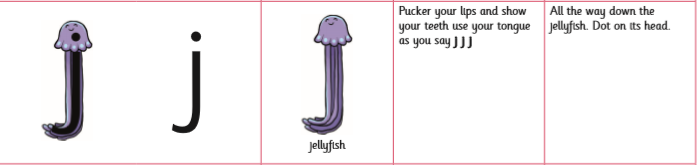 j
jellyfish
Pucker your lips and show
your teeth use your tongue
as you say j j j
All the way down the
jellyfish. Dot on its head.